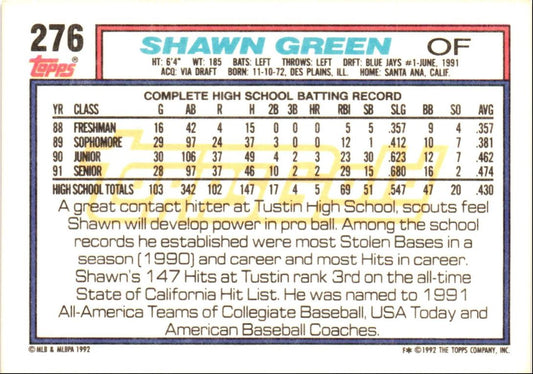 276
Topps®
SHAWN GREEN OF
HT: 6'4" WT: 185 BATS: LEFT THROWS: LEFT DRFT: BLUE JAYS #1-JUNE, 1991
ACQ: VIA DRAFT BORN: 11-10-72, DES PLAINS, ILL. HOME: SANTA ANA, CALIF.
COMPLETE HIGH SCHOOL BATTING RECORD
YR CLASS G AB R H 2B 3B HR RBI SB SLG BB SO AVG
88 FRESHMAN 16 42 4 15 0 0 0 5 5 .357 9 4 .357
89 SOPHOMORE 29 97 24 37 3 0 0 12 1 .412 10 7 .381
90 JUNIOR 30 106 37 49 4 2 3 23 30 .623 12 7 .462
91 SENIOR 28 97 37 46 10 2 2 29 15 .680 16 2 .474
HIGH SCHOOL TOTALS 103 342 102 147 17 4 5 69 51 .547 47 20 .430
ToppsGold
A great contact hitter at Tustin High School, scouts feel
Shawn will develop power in pro ball. Among the school
records he established were most Stolen Bases in a
season (1990) and career and most Hits in career.
Shawn's 147 Hits at Tustin rank 3rd on the all-time
State of California Hit List. He was named to 1991
All-America Teams of Collegiate Baseball, USA Today and
American Baseball Coaches.
©MLB & MLBPA 1992 F✻ ©1992 THE TOPPS COMPANY, INC.